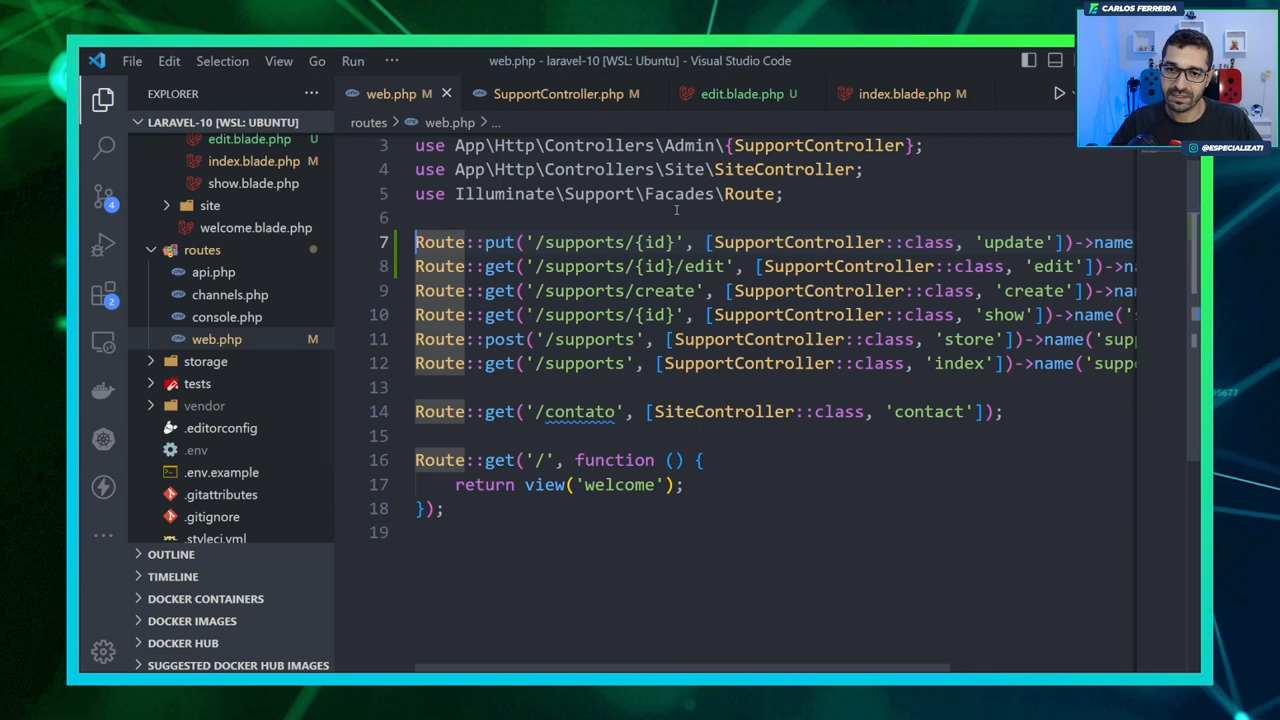 CARLOS FERREIRA
@ESPECIALIZATI
File Edit Selection View Go Run ...
web.php - laravel-10 [WSL: Ubuntu] - Visual Studio Code
EXPLORER ...
web.php M
SupportController.php M
edit.blade.php U
index.blade.php M
routes > web.php > ...
LARAVEL-10 [WSL: UBUNTU]
edit.blade.php U
index.blade.php M
show.blade.php
site
welcome.blade.php
routes
api.php
channels.php
console.php
web.php M
storage
tests
vendor
.editorconfig
.env
.env.example
.gitattributes
.gitignore
.styleci.yml
OUTLINE
TIMELINE
DOCKER CONTAINERS
DOCKER IMAGES
DOCKER HUB
SUGGESTED DOCKER HUB IMAGES
4
2
3 use App\Http\Controllers\Admin\{SupportController};
4 use App\Http\Controllers\Site\SiteController;
5 use Illuminate\Support\Facades\Route;
6
7 Route::put('/supports/{id}', [SupportController::class, 'update'])->name
8 Route::get('/supports/{id}/edit', [SupportController::class, 'edit'])->na
9 Route::get('/supports/create', [SupportController::class, 'create'])->nam
10 Route::get('/supports/{id}', [SupportController::class, 'show'])->name('s
11 Route::post('/supports', [SupportController::class, 'store'])->name('supp
12 Route::get('/supports', [SupportController::class, 'index'])->name('suppo
13
14 Route::get('/contato', [SiteController::class, 'contact']);
15
16 Route::get('/', function () {
17 return view('welcome');
18 });
19